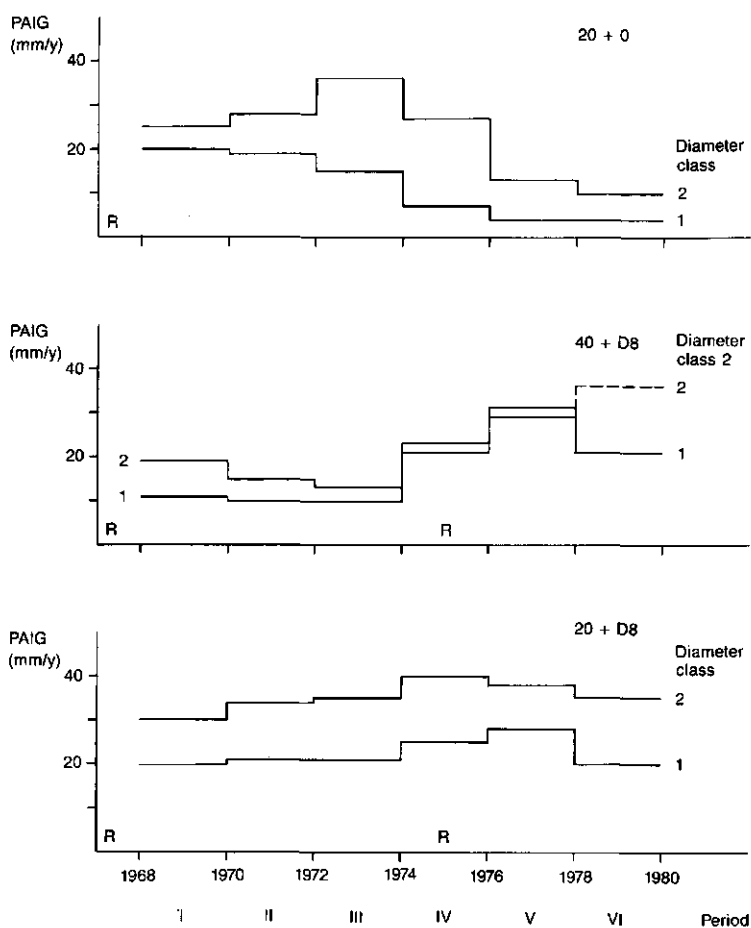 PAIG
(mm/y)
20 + 0
40
20
Diameter
class
2
1
R
PAIG
(mm/y)
40 + D8
Diameter
class 2
40
2
20
2
1
1
R
R
PAIG
(mm/y)
20 + D8
Diameter
class
40
2
20
1
R
R
1968 1970 1972 1974 1976 1978 1980
I II III IV V VI Period